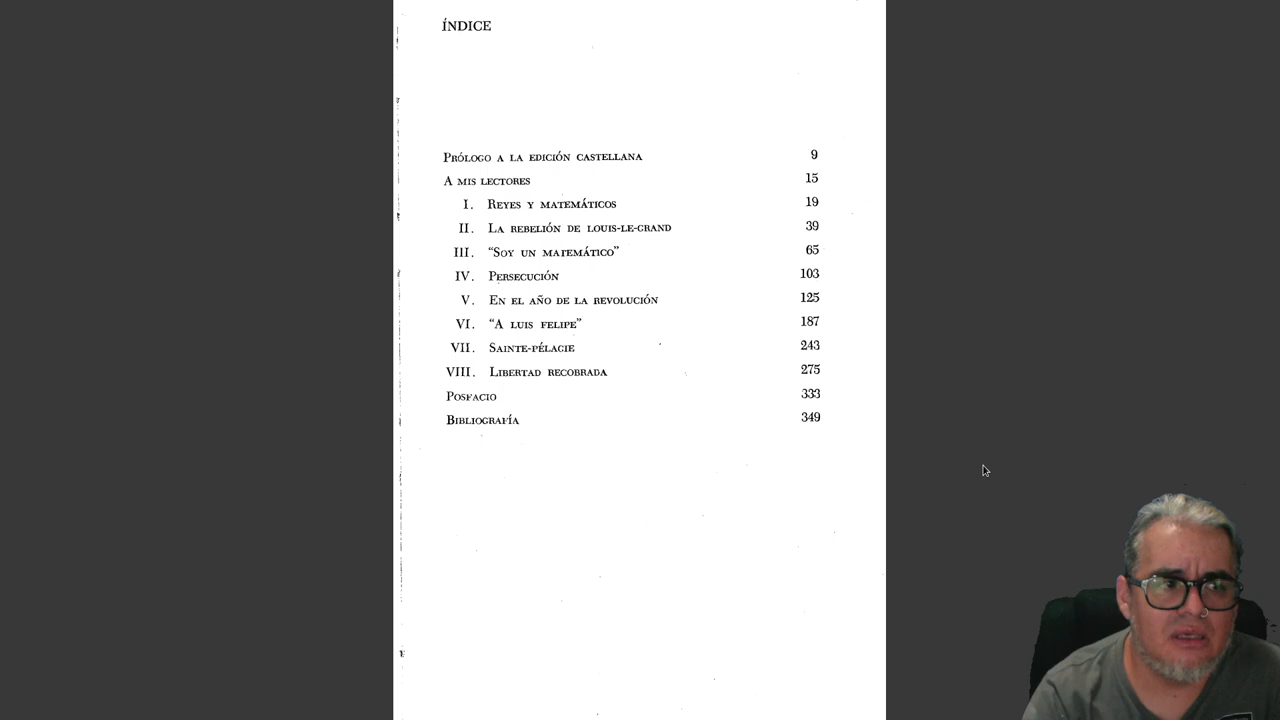 ÍNDICE
Prólogo a la edición castellana 9
A mis lectores 15
I. Reyes y matemáticos 19
II. La rebelión de Louis-le-Grand 39
III. “Soy un matemático” 65
IV. Persecución 103
V. En el año de la revolución 125
VI. “A Luis Felipe” 187
VII. Sainte-Pélagie 243
VIII. Libertad recobrada 275
Posfacio 333
Bibliografía 349